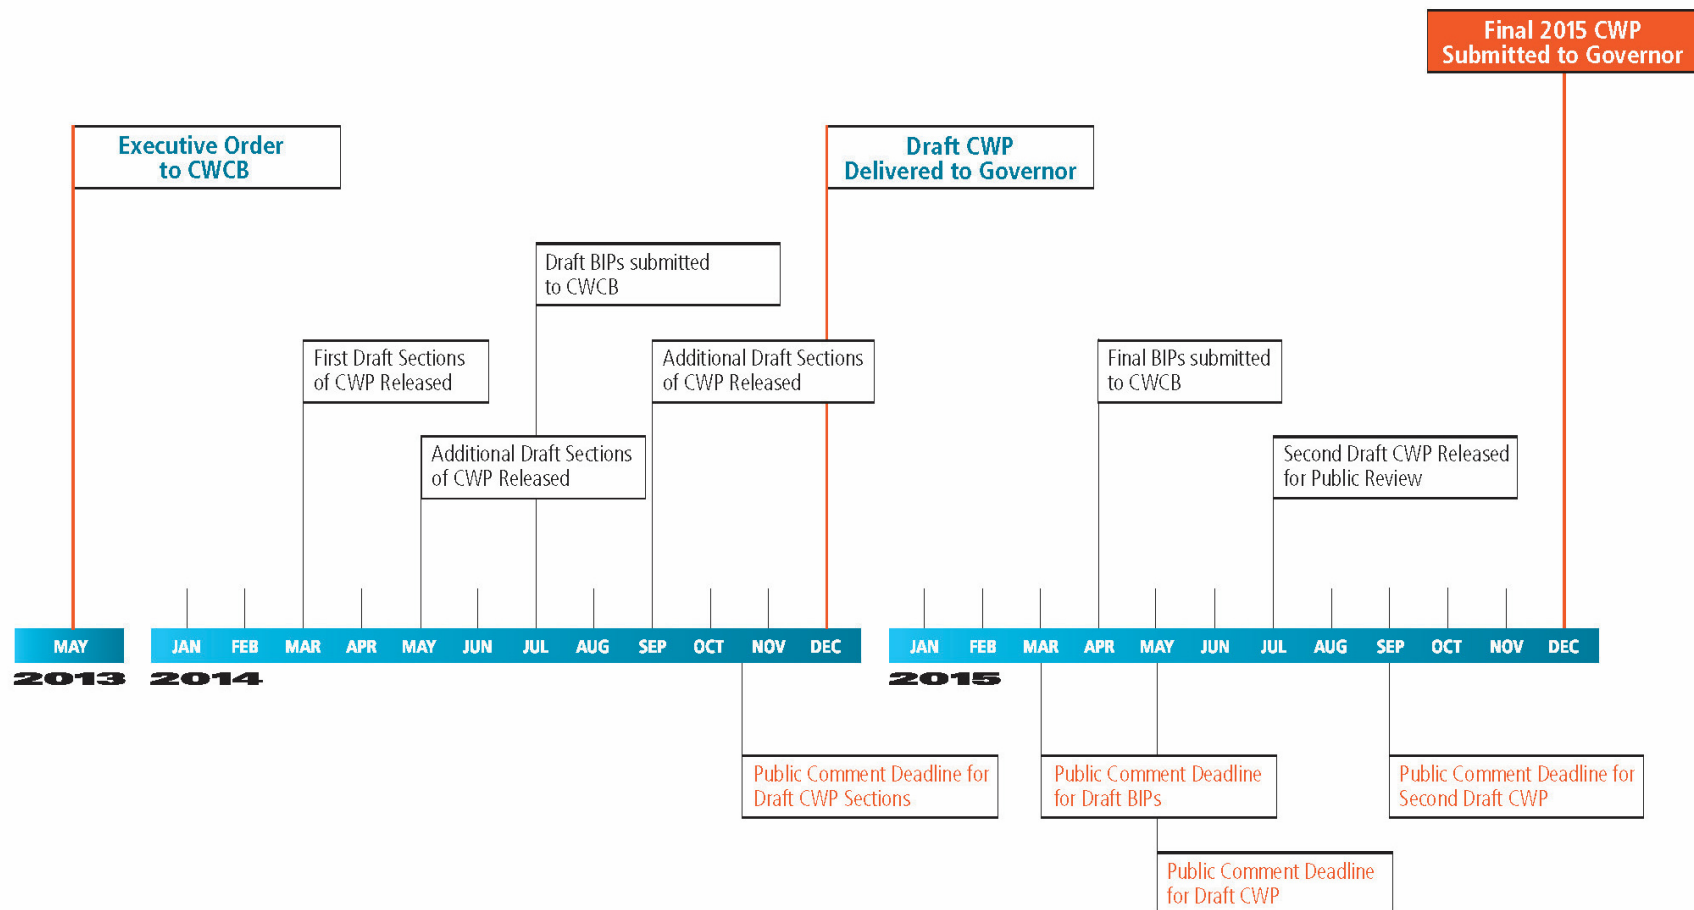 Final 2015 CWP
Submitted to Governor
Executive Order
to CWCB
Draft CWP
Delivered to Governor
Draft BIPs submitted
to CWCB
First Draft Sections
of CWP Released
Additional Draft Sections
of CWP Released
Final BIPs submitted
to CWCB
Additional Draft Sections
of CWP Released
Second Draft CWP Released
for Public Review
MAY
JAN FEB MAR APR MAY JUN JUL AUG SEP OCT NOV DEC
JAN FEB MAR APR MAY JUN JUL AUG SEP OCT NOV DEC
2013
2014
2015
Public Comment Deadline for
Draft CWP Sections
Public Comment Deadline
for Draft BIPs
Public Comment Deadline for
Second Draft CWP
Public Comment Deadline
for Draft CWP